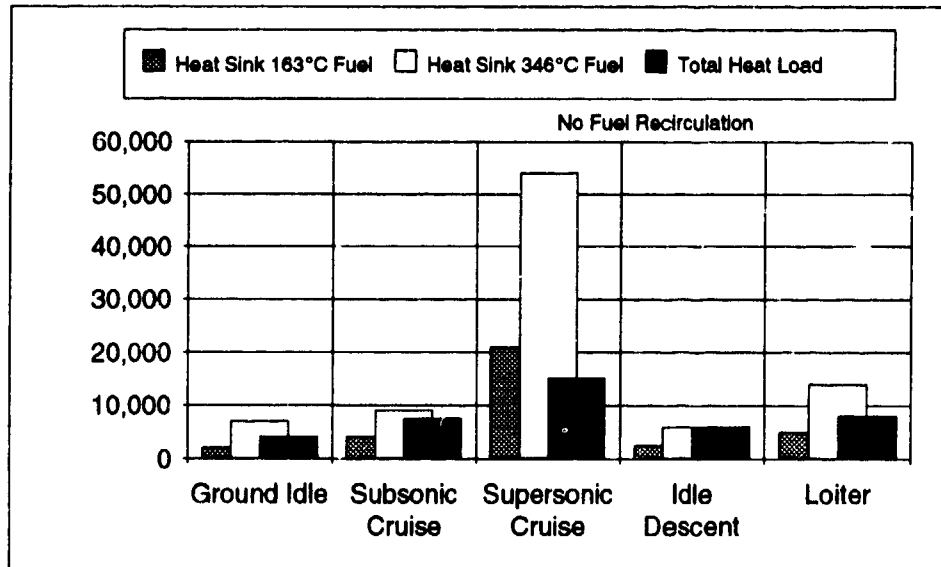 Heat Sink 163°C Fuel Heat Sink 346°C Fuel Total Heat Load
No Fuel Recirculation
60,000
50,000
40,000
30,000
20,000
10,000
0
Ground Idle Subsonic Cruise Supersonic Cruise Idle Descent Loiter